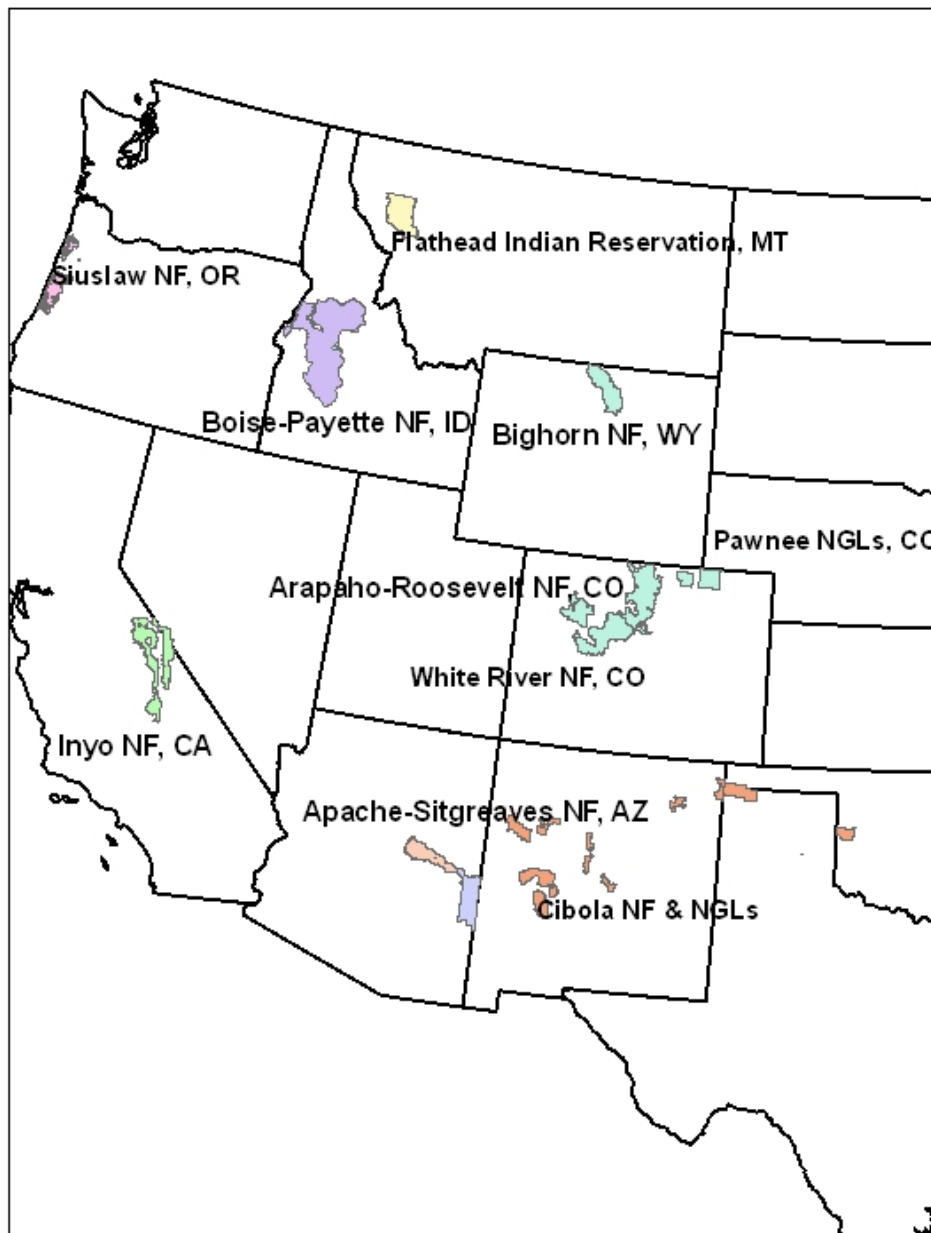 Flathead Indian Reservation, MT
Siuslaw NF, OR
Boise-Payette NF, ID
Bighorn NF, WY
Pawnee NGLs, CO
Arapaho-Roosevelt NF, CO
White River NF, CO
Inyo NF, CA
Apache-Sitgreaves NF, AZ
Cibola NF & NGLs